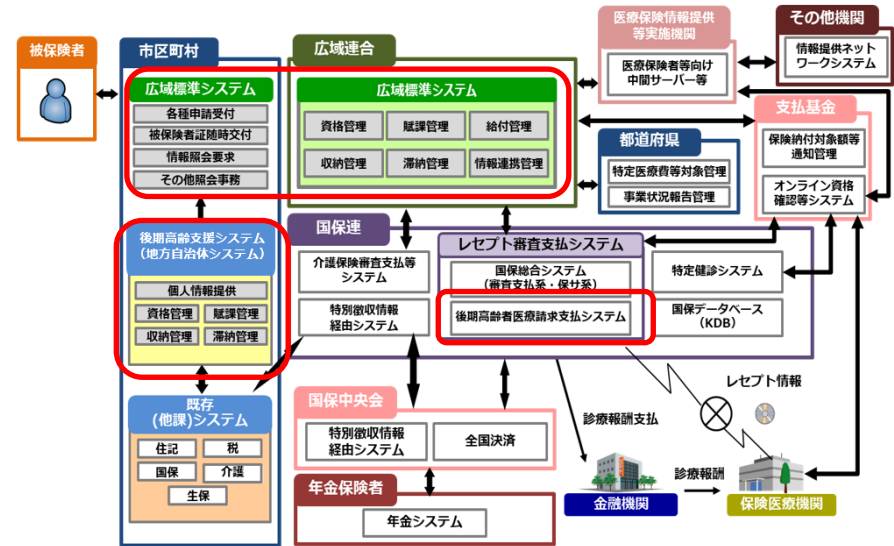 被保険者
市区町村
広域標準システム
各種申請受付
被保険者証随時交付
情報照会要求
その他照会事務
後期高齢支援システム
(地方自治体システム)
個人情報提供
資格管理
賦課管理
収納管理
滞納管理
既存
(他課)システム
住記
税
国保
介護
生保
広域連合
広域標準システム
資格管理
賦課管理
給付管理
収納管理
滞納管理
情報連携管理
医療保険情報提供
等実施機関
医療保険者等向け
中間サーバー等
その他機関
情報提供ネット
ワークシステム
都道府県
特定医療費等対象管理
事業状況報告管理
支払基金
保険納付対象額等
通知管理
オンライン資格
確認等システム
国保連
介護保険審査支払等
システム
特別徴収情報
経由システム
レセプト審査支払システム
国保総合システム
(審査支払系・保サ系)
後期高齢者医療請求支払システム
特定健診システム
国保データベース
(KDB)
国保中央会
特別徴収情報
経由システム
全国決済
年金保険者
年金システム
診療報酬支払
レセプト情報
金融機関
診療報酬
保険医療機関